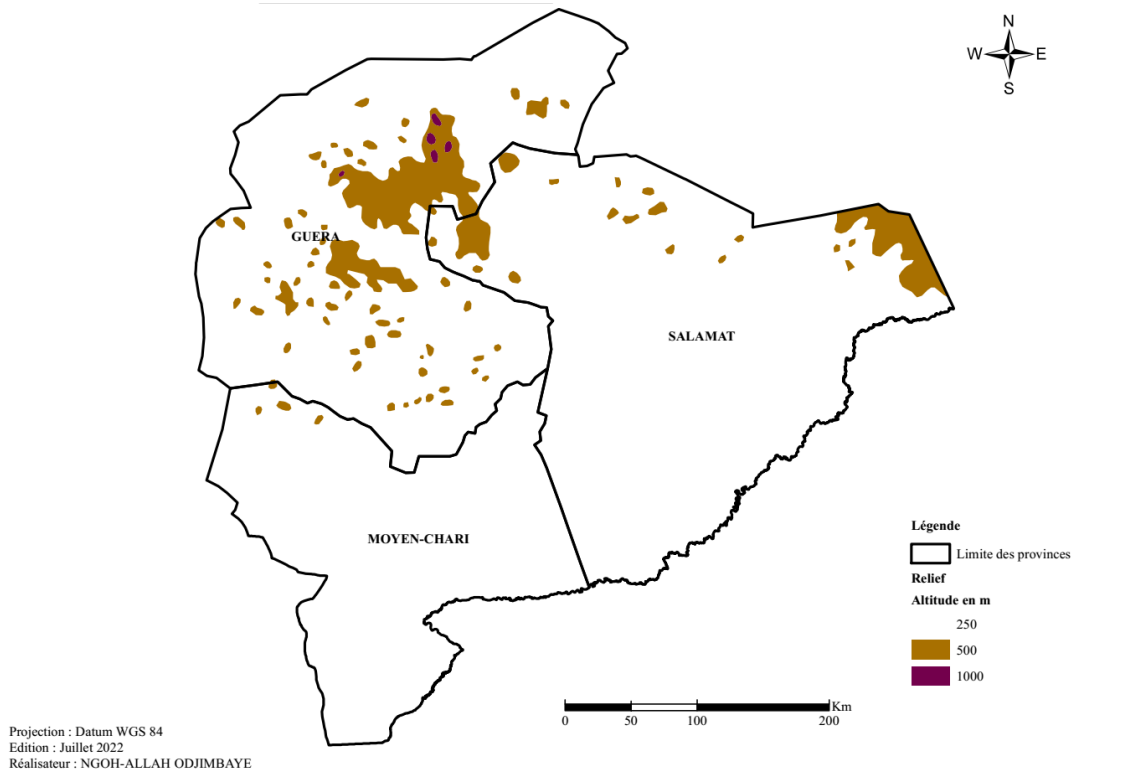 N
W E
S
GUERA
SALAMAT
MOYEN-CHARI
Légende
Limite des provinces
Relief
Altitude en m
250
500
1000
Km
0 50 100 200
Projection : Datum WGS 84
Edition : Juillet 2022
Réalisateur : NGOH-ALLAH ODJIMBAYE